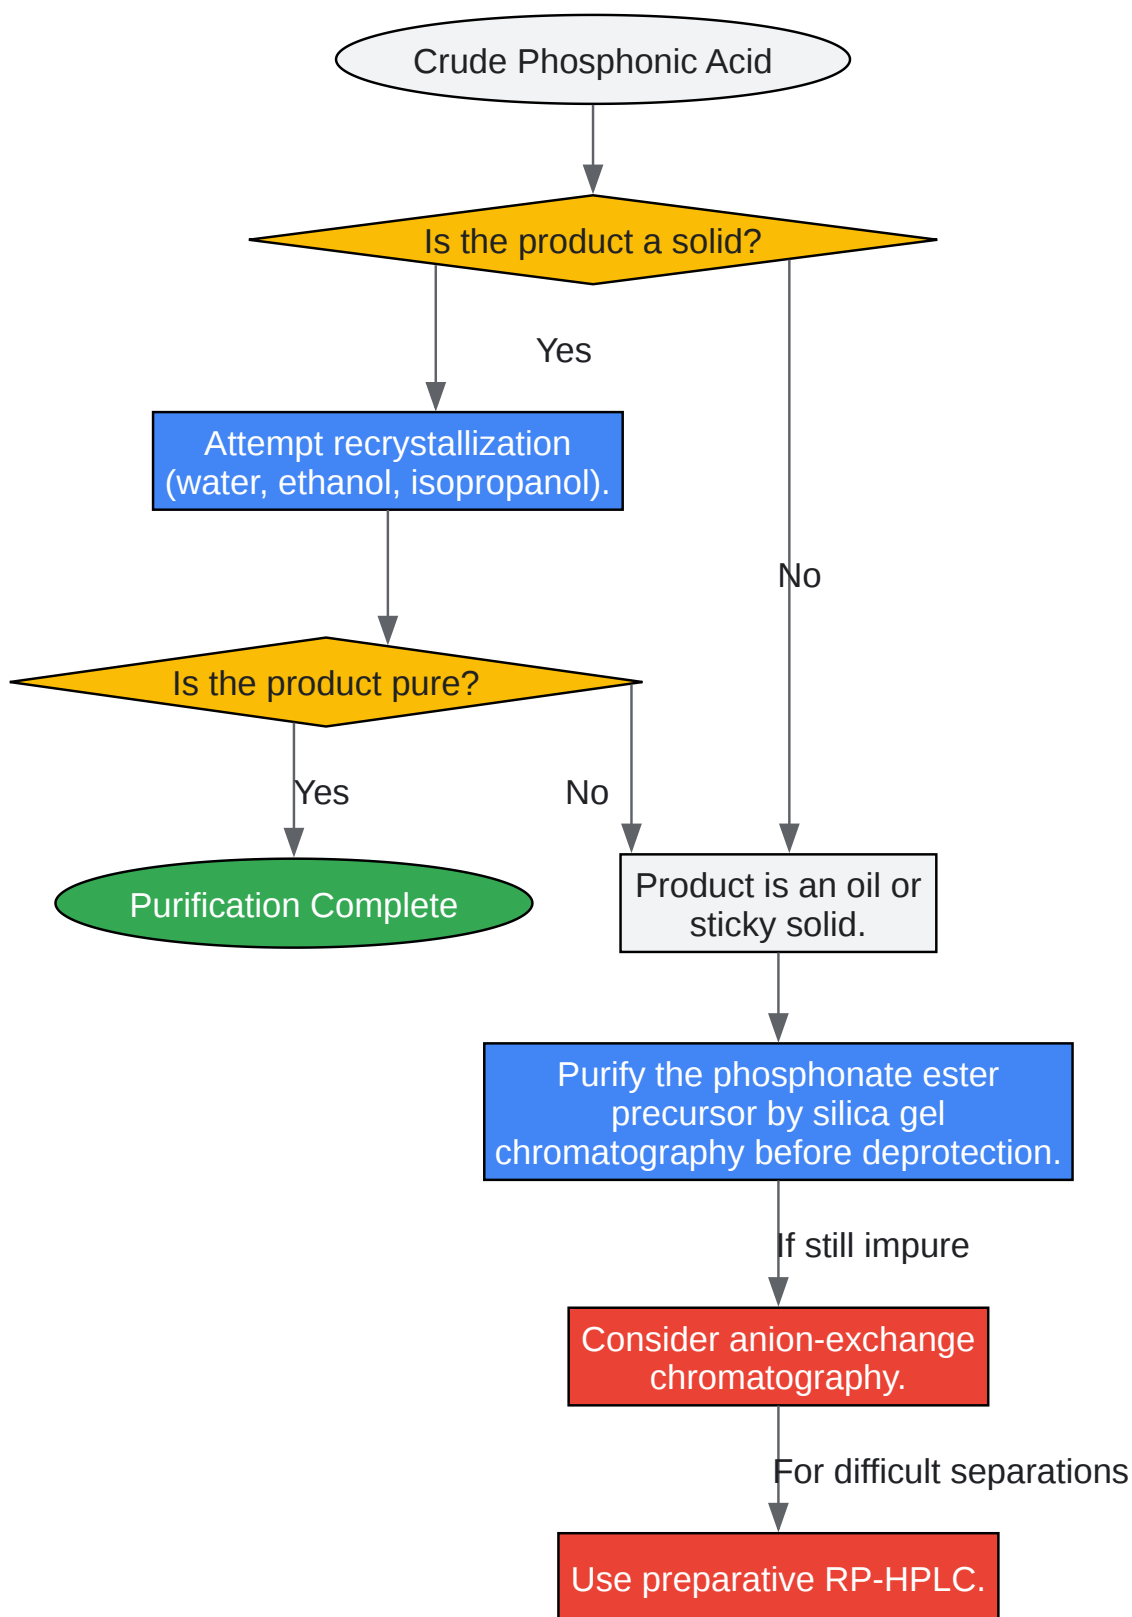 Crude Phosphonic Acid
Is the product a solid?
Yes
Attempt recrystallization
(water, ethanol, isopropanol).
No
Is the product pure?
Yes
No
Purification Complete
Product is an oil or
sticky solid.
Purify the phosphonate ester
precursor by silica gel
chromatography before deprotection.
If still impure
Consider anion-exchange
chromatography.
For difficult separations
Use preparative RP-HPLC.